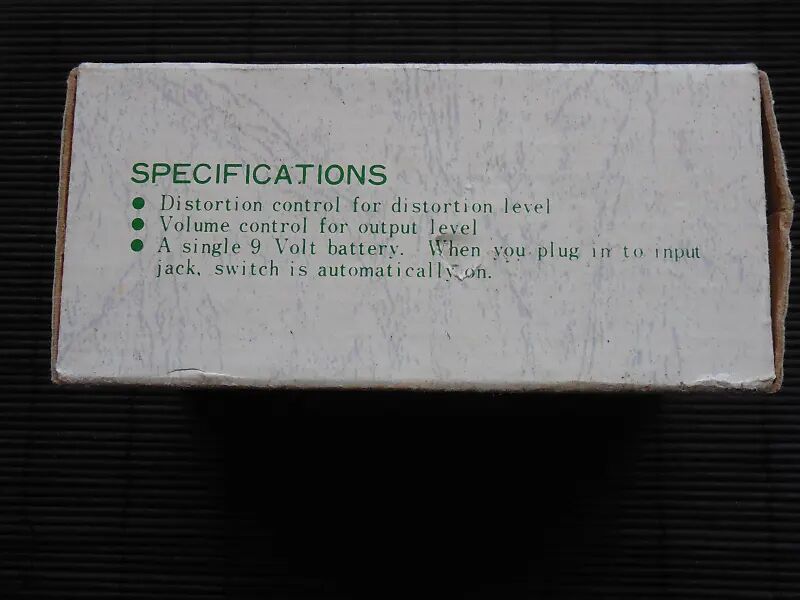 SPECIFICATIONS
● Distortion control for distortion level
● Volume control for output level
● A single 9 Volt battery. When you plug in to input
jack, switch is automatically on.